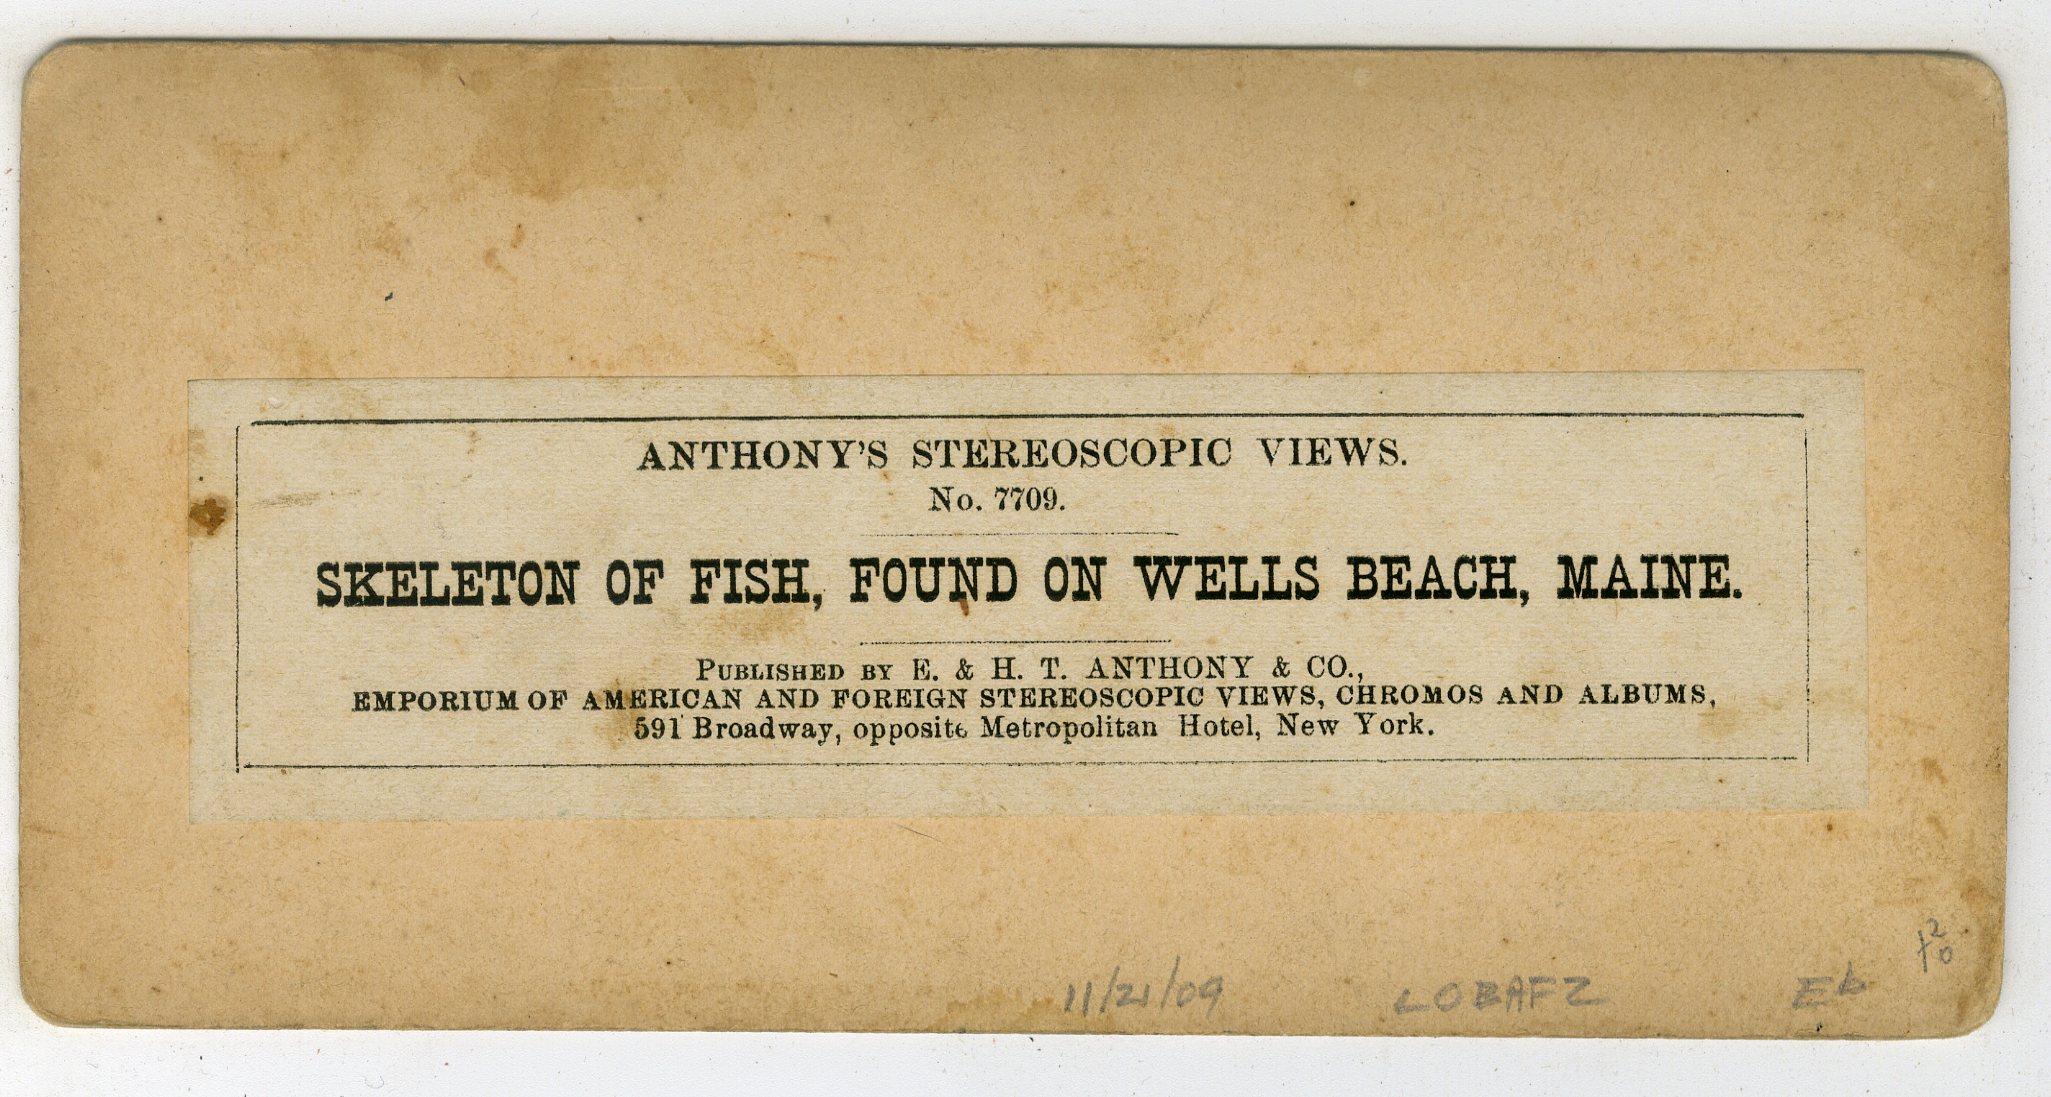 ANTHONY'S STEREOSCOPIC VIEWS.
No. 7709.
SKELETON OF FISH, FOUND ON WELLS BEACH, MAINE.
PUBLISHED BY E. & H. T. ANTHONY & CO.,
EMPORIUM OF AMERICAN AND FOREIGN STEREOSCOPIC VIEWS, CHROMOS AND ALBUMS,
591 Broadway, opposite Metropolitan Hotel, New York.
11/21/09 LOBAFZ Eb